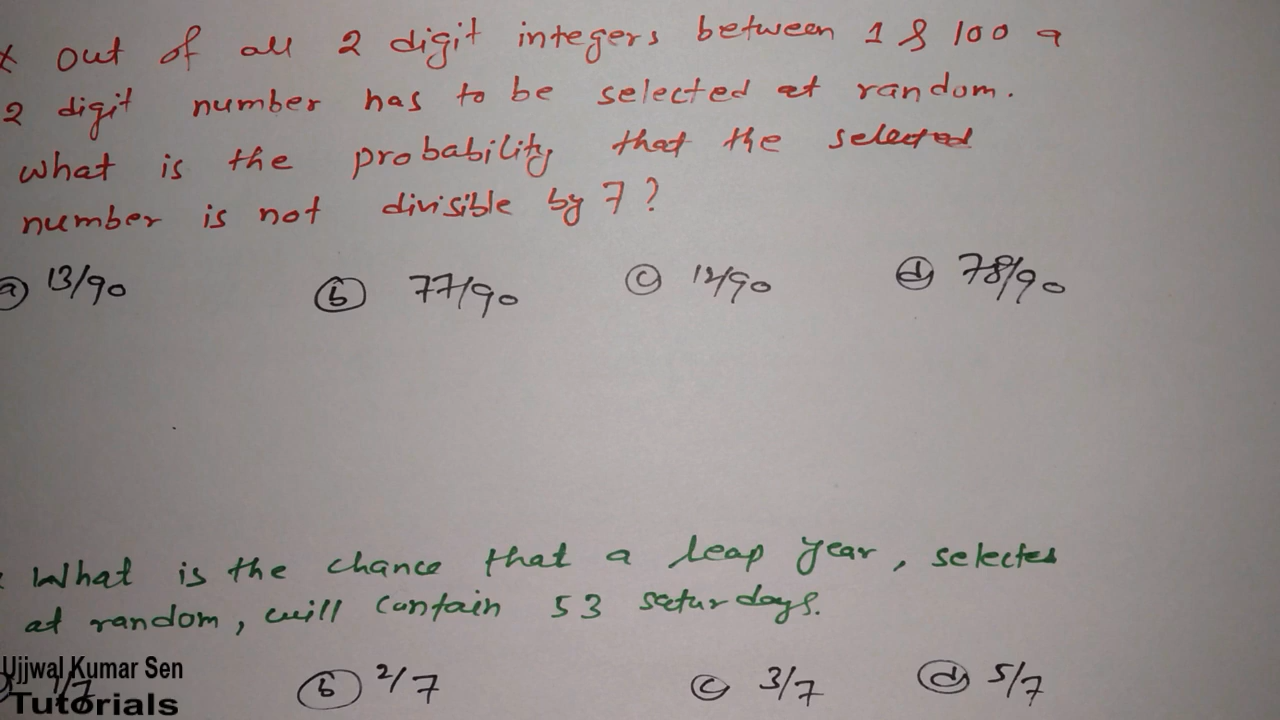 * out of all 2 digit integers between 1 & 100 a
2 digit number has to be selected at random.
what is the probability that the selected
number is not divisible by 7?
a 13/90 b 77/90 c 12/90 d 78/90
What is the chance that a leap year, selected
at random, will contain 53 saturdays.
1/7 b 2/7 c 3/7 d 5/7
Ujjwal Kumar Sen
Tutorials